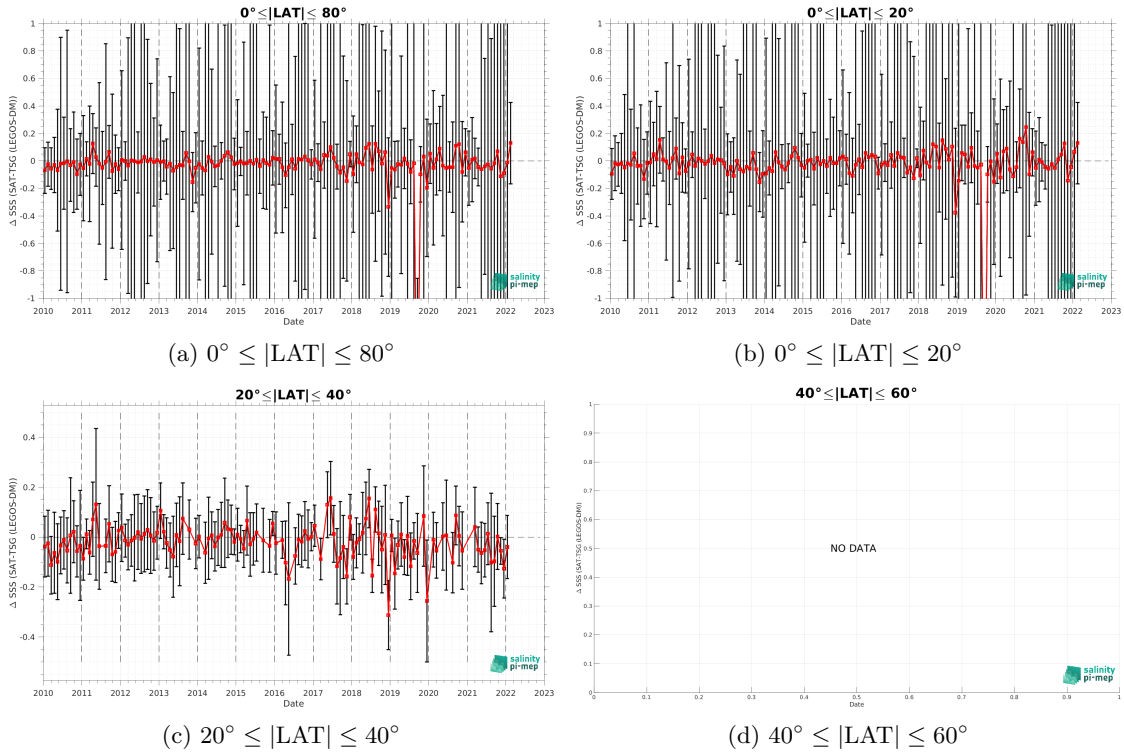 0°≤|LAT|≤ 80°
Δ SSS (SAT-TSG (LEGOS-DM))
1
0.8
0.6
0.4
0.2
0
-0.2
-0.4
-0.6
-0.8
-1
2010 2011 2012 2013 2014 2015 2016 2017 2018 2019 2020 2021 2022 2023
Date
salinity
pi-mep
(a) 0° ≤ |LAT| ≤ 80°
0°≤|LAT|≤ 20°
Δ SSS (SAT-TSG (LEGOS-DM))
1
0.8
0.6
0.4
0.2
0
-0.2
-0.4
-0.6
-0.8
-1
2010 2011 2012 2013 2014 2015 2016 2017 2018 2019 2020 2021 2022 2023
Date
salinity
pi-mep
(b) 0° ≤ |LAT| ≤ 20°
20°≤|LAT|≤ 40°
Δ SSS (SAT-TSG (LEGOS-DM))
0.4
0.2
0
-0.2
-0.4
2010 2011 2012 2013 2014 2015 2016 2017 2018 2019 2020 2021 2022 2023
Date
salinity
pi-mep
(c) 20° ≤ |LAT| ≤ 40°
40°≤|LAT|≤ 60°
Δ SSS (SAT-TSG (LEGOS-DM))
1
0.9
0.8
0.7
0.6
0.5
0.4
0.3
0.2
0.1
0
NO DATA
0 0.1 0.2 0.3 0.4 0.5 0.6 0.7 0.8 0.9 1
Date
salinity
pi-mep
(d) 40° ≤ |LAT| ≤ 60°